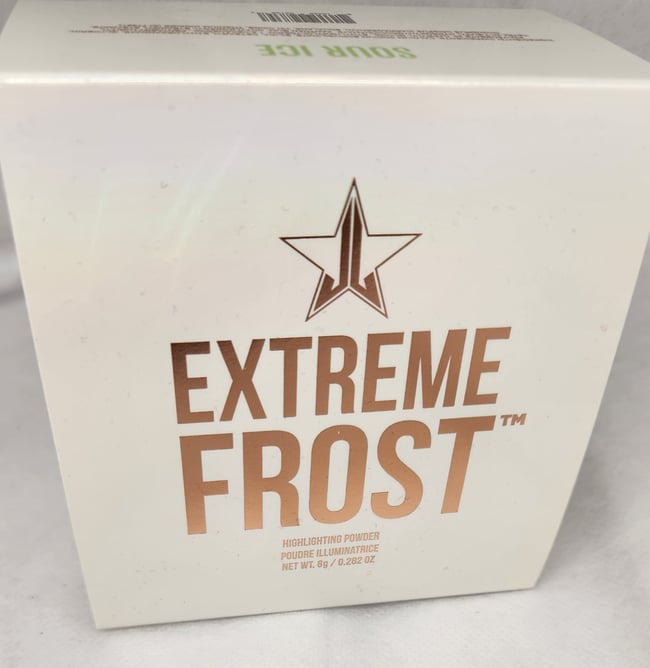 SOUR ICE
EXTREME
FROST™
HIGHLIGHTING POWDER
POUDRE ILLUMINATRICE
NET WT. 8g / 0.282 OZ